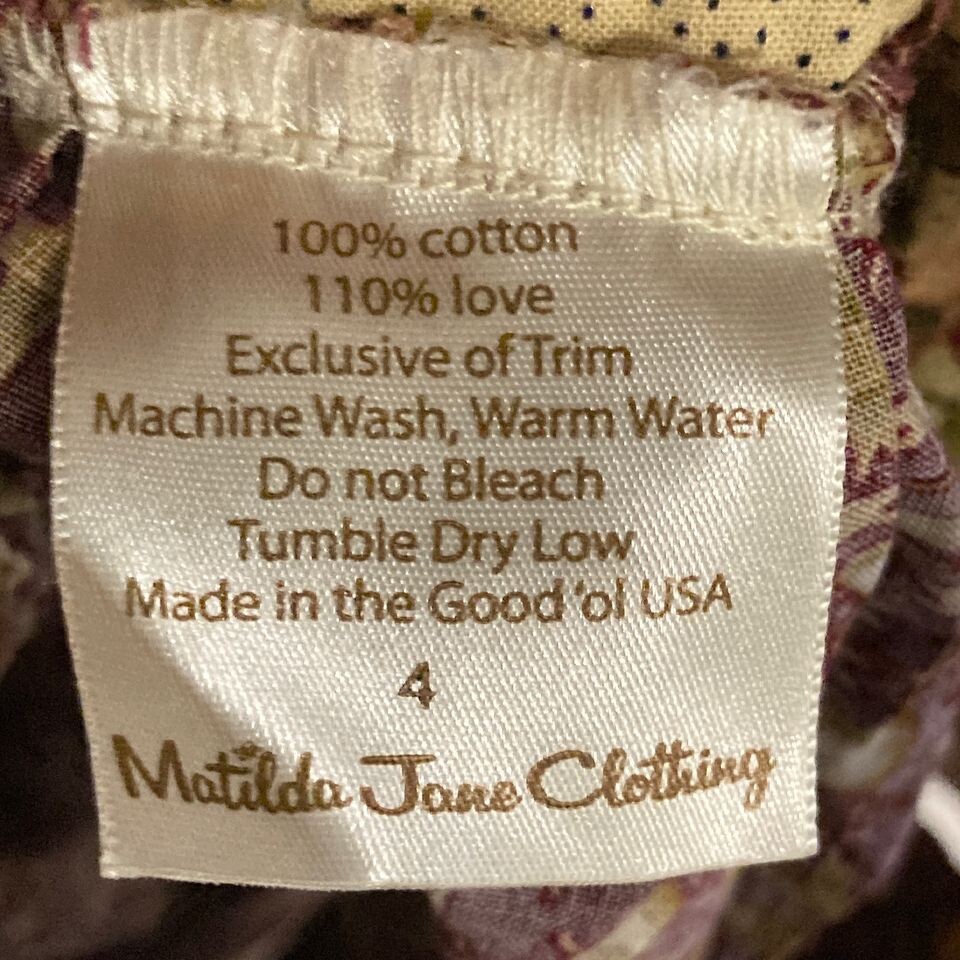 100% cotton
110% love
Exclusive of Trim
Machine Wash, Warm Water
Do not Bleach
Tumble Dry Low
Made in the Good 'ol USA
4
Matilda Jane Clothing